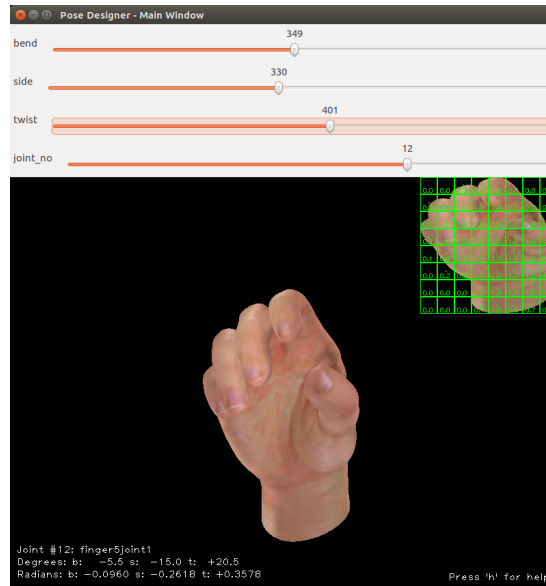 Pose Designer - Main Window
349
bend
330
side
401
twist
12
joint_no
Joint #12: finger5joint1
Degrees: b: -5.5 s: -15.0 t: +20.5
Radians: b: -0.0960 s: -0.2618 t: +0.3578
Press 'h' for help